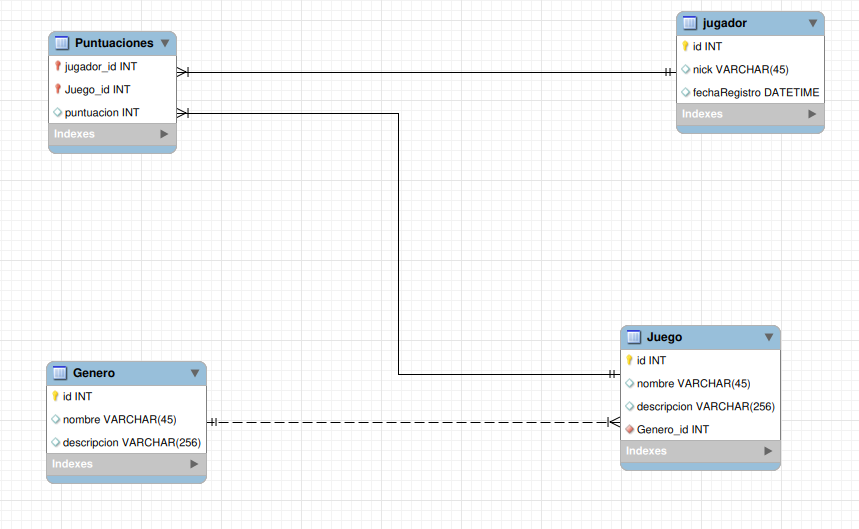 Puntuaciones
jugador_id INT
Juego_id INT
puntuacion INT
Indexes
jugador
id INT
nick VARCHAR(45)
fechaRegistro DATETIME
Indexes
Genero
id INT
nombre VARCHAR(45)
descripcion VARCHAR(256)
Indexes
Juego
id INT
nombre VARCHAR(45)
descripcion VARCHAR(256)
Genero_id INT
Indexes